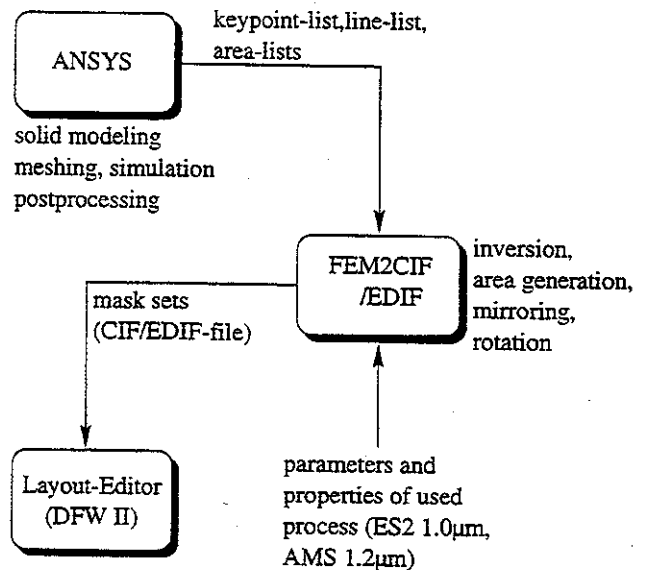 keypoint-list,line-list,
area-lists
ANSYS
solid modeling
meshing, simulation
postprocessing
FEM2CIF
/EDIF
inversion,
area generation,
mirroring,
rotation
mask sets
(CIF/EDIF-file)
Layout-Editor
(DFW II)
parameters and
properties of used
process (ES2 1.0µm,
AMS 1.2µm)